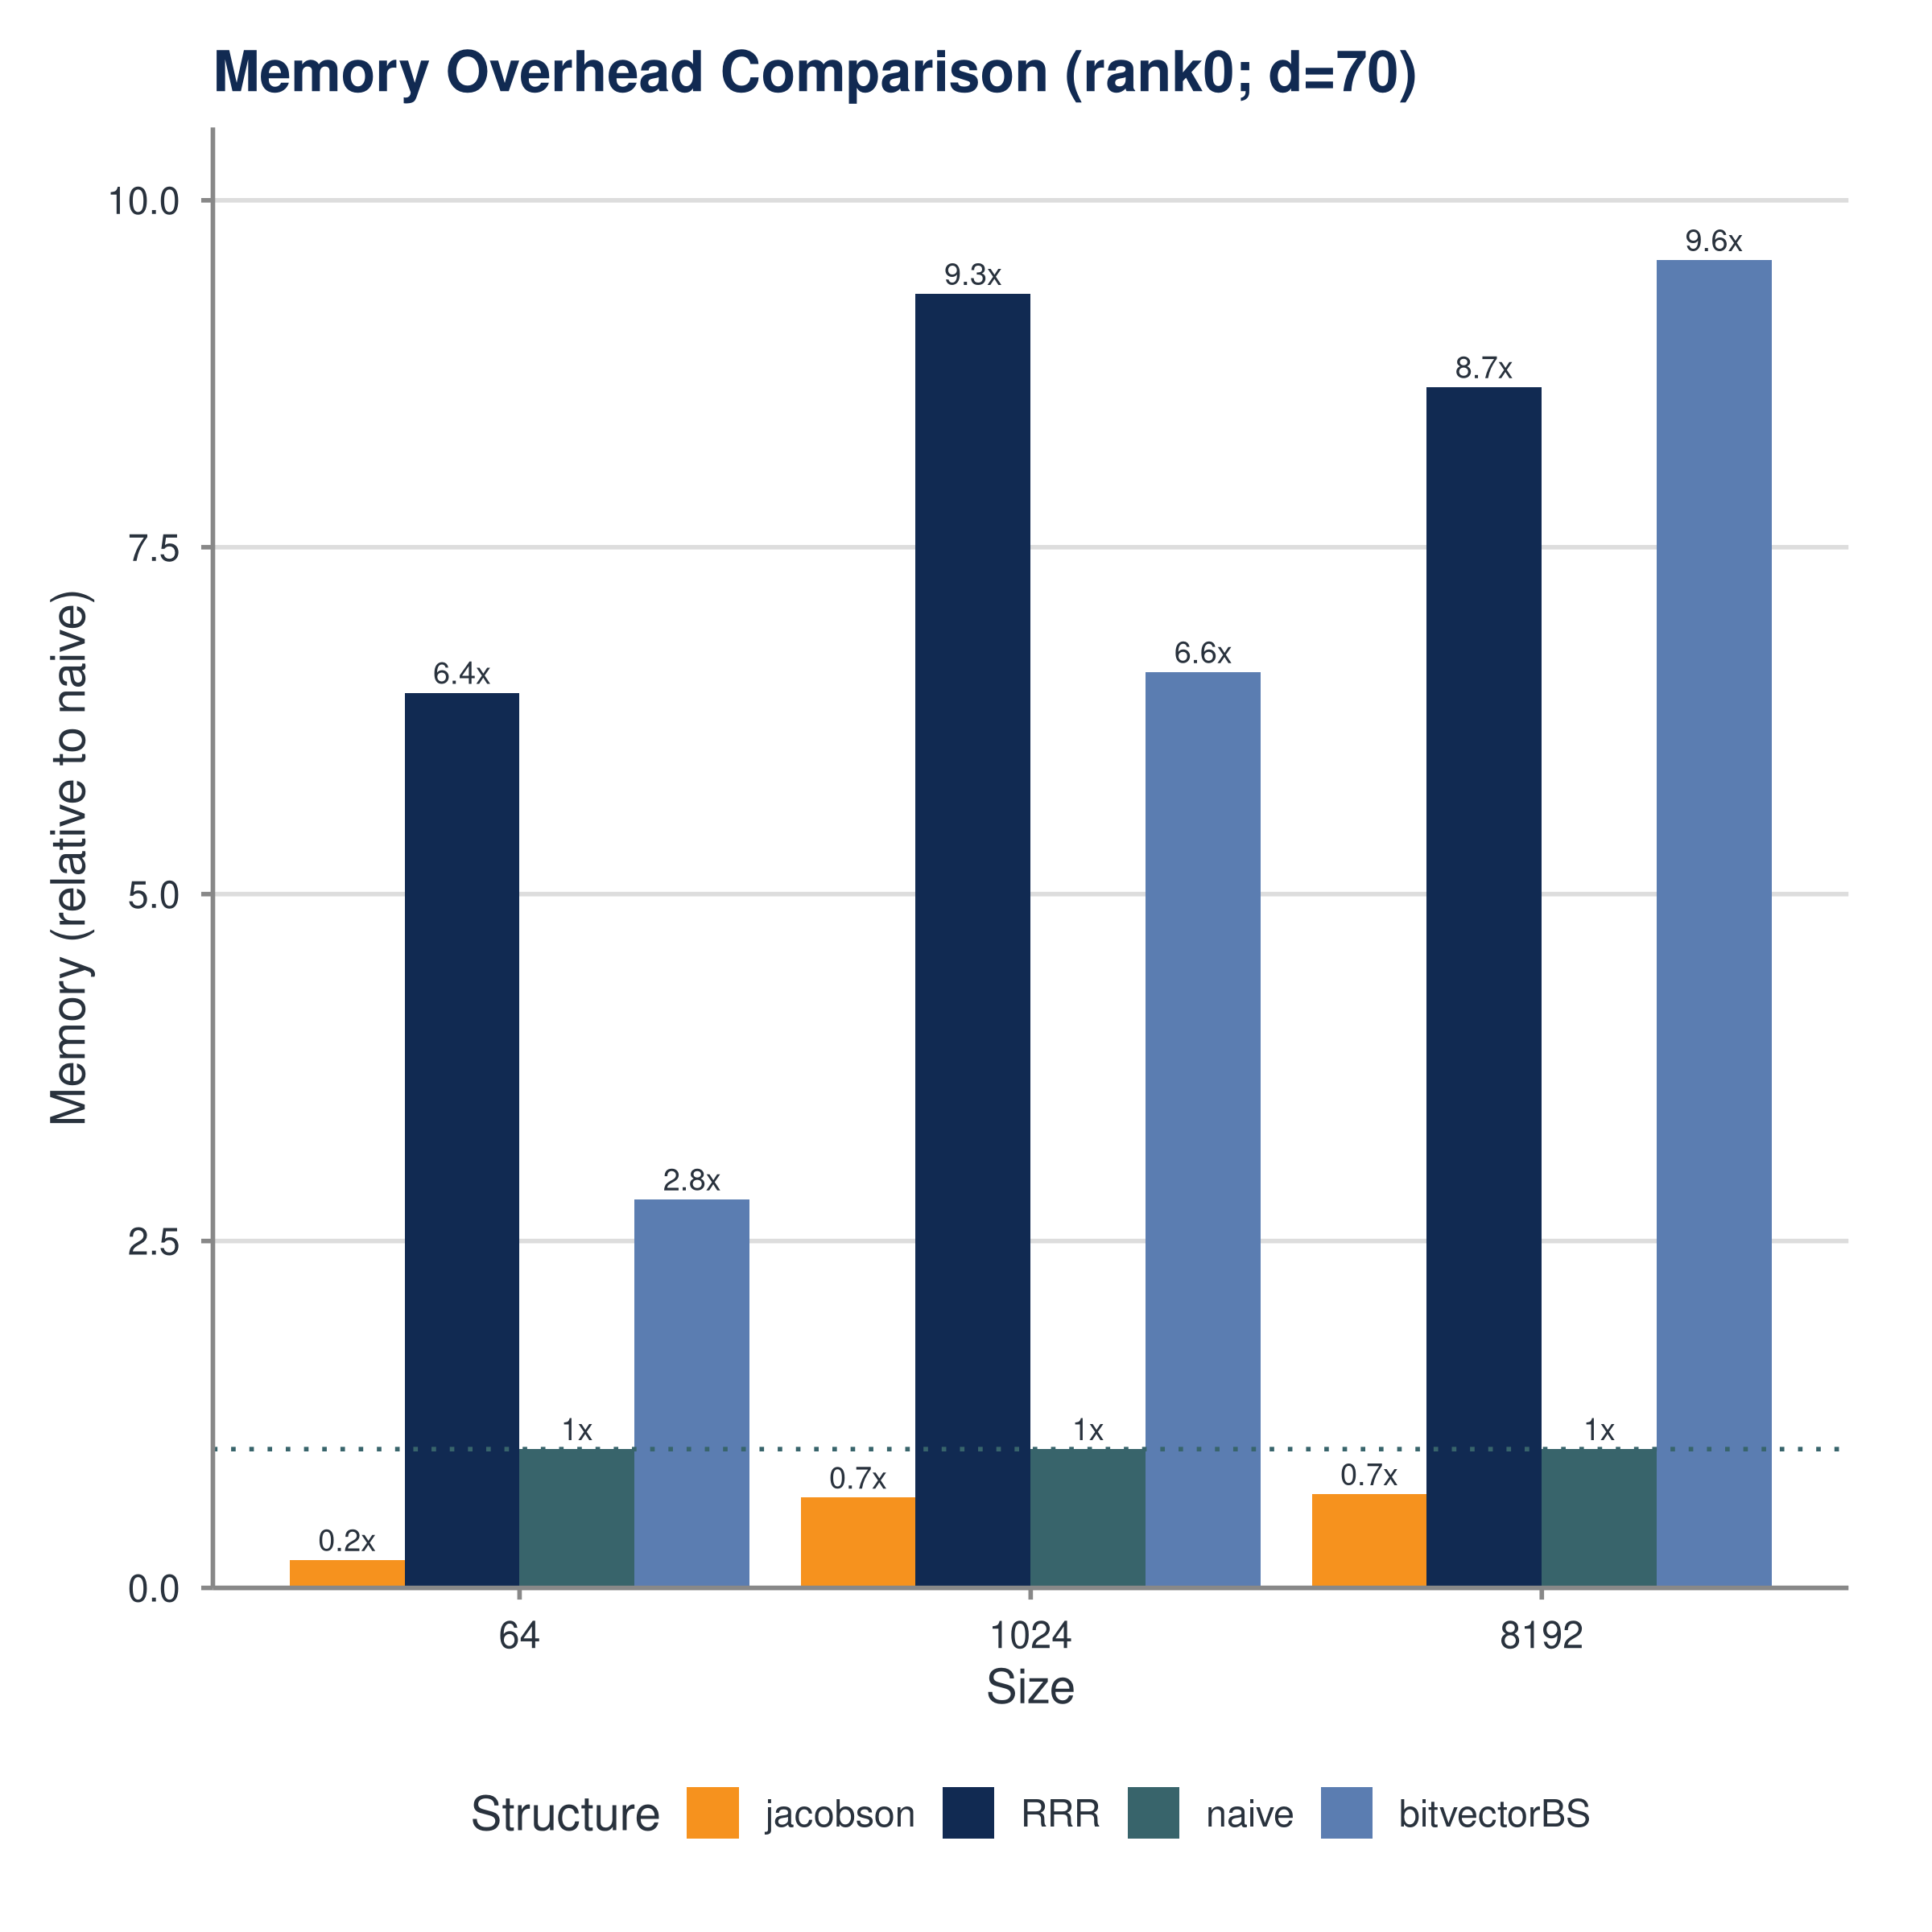 Memory Overhead Comparison (rank0; d=70)
Memory (relative to naive)
10.0
7.5
5.0
2.5
0.0
0.2x
6.4x
1x
2.8x
0.7x
9.3x
1x
6.6x
0.7x
8.7x
1x
9.6x
64
1024
8192
Size
Structure jacobson RRR naive bitvectorBS